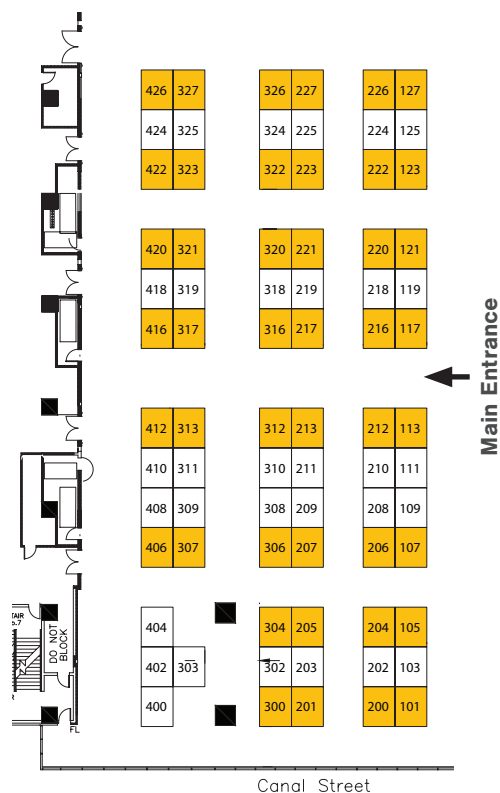 426 327 326 227 226 127
424 325 324 225 224 125
422 323 322 223 222 123
420 321 320 221 220 121
418 319 318 219 218 119
416 317 316 217 216 117
Main Entrance
412 313 312 213 212 113
410 311 310 211 210 111
408 309 308 209 208 109
406 307 306 207 206 107
404 304 205 204 105
402 303 302 203 202 103
400 300 201 200 101
DO NOT
BLOCK
FL
Canal Street